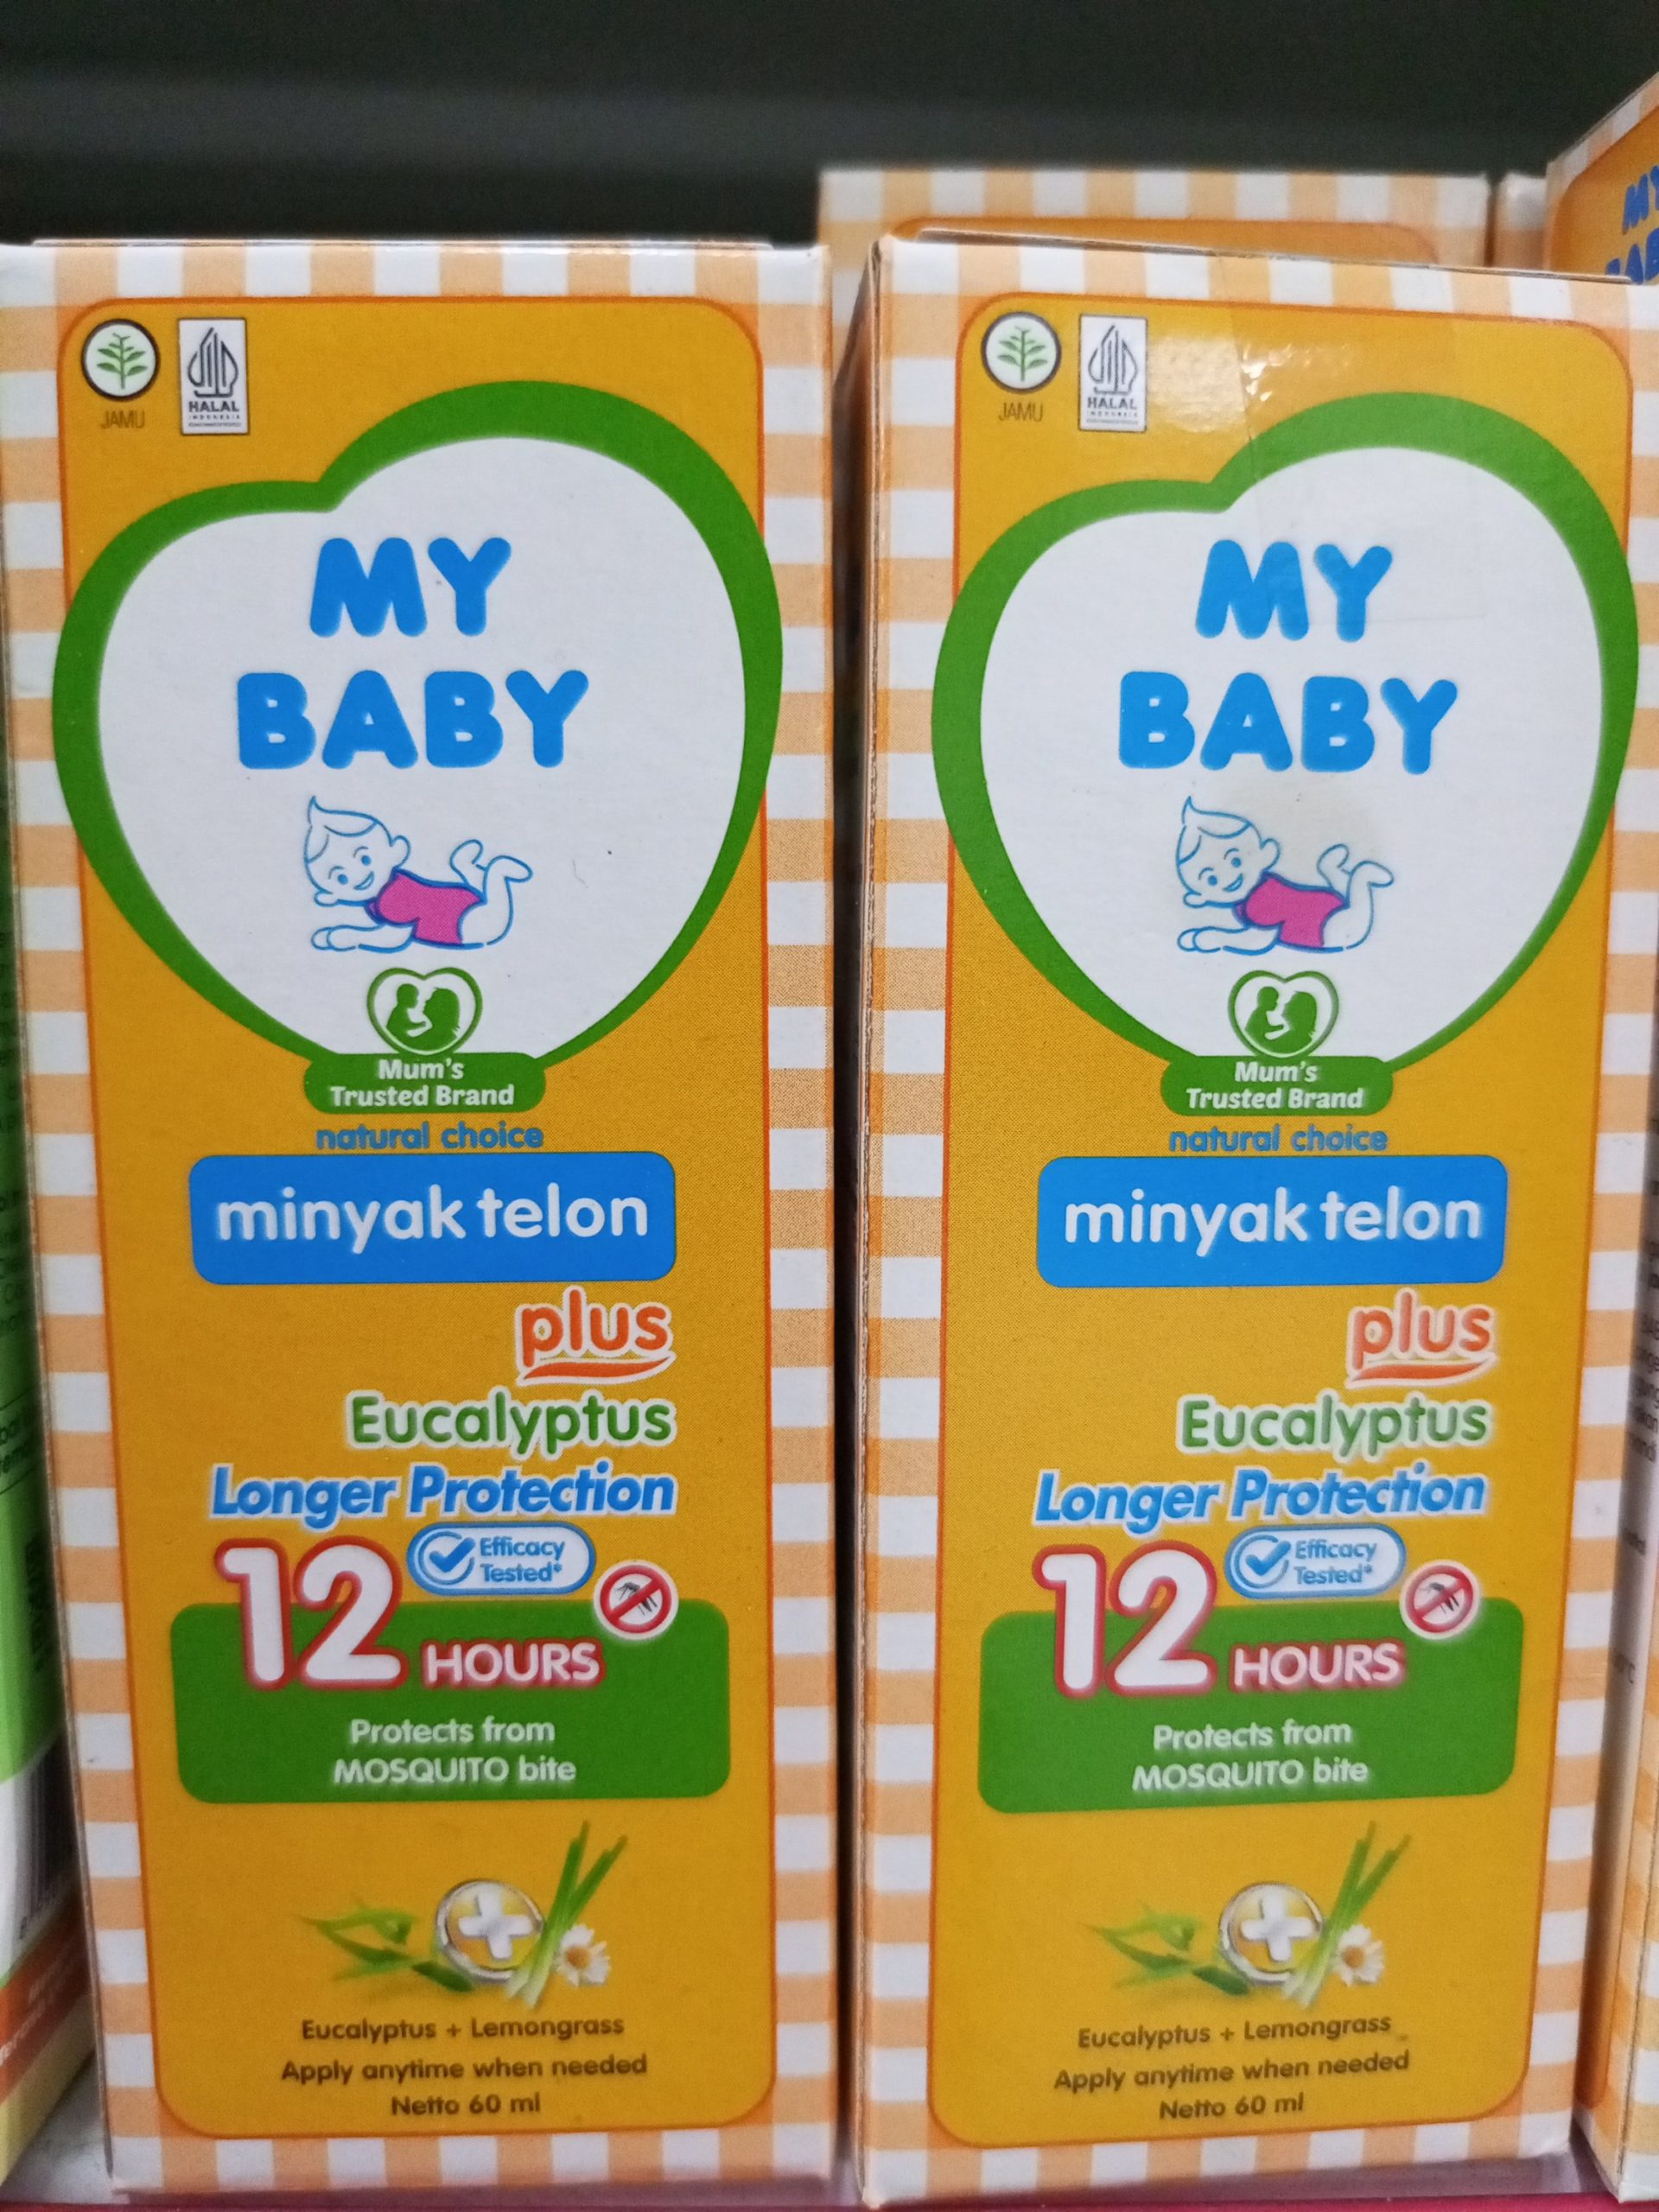 JAMU
HALAL
INDONESIA
MY
BABY
Mum's
Trusted Brand
natural choice
minyak telon
plus
Eucalyptus
Longer Protection
12 HOURS
Efficacy
Tested*
Protects from
MOSQUITO bite
Eucalyptus + Lemongrass
Apply anytime when needed
Netto 60 ml
JAMU
HALAL
INDONESIA
MY
BABY
Mum's
Trusted Brand
natural choice
minyak telon
plus
Eucalyptus
Longer Protection
12 HOURS
Efficacy
Tested*
Protects from
MOSQUITO bite
Eucalyptus + Lemongrass
Apply anytime when needed
Netto 60 ml